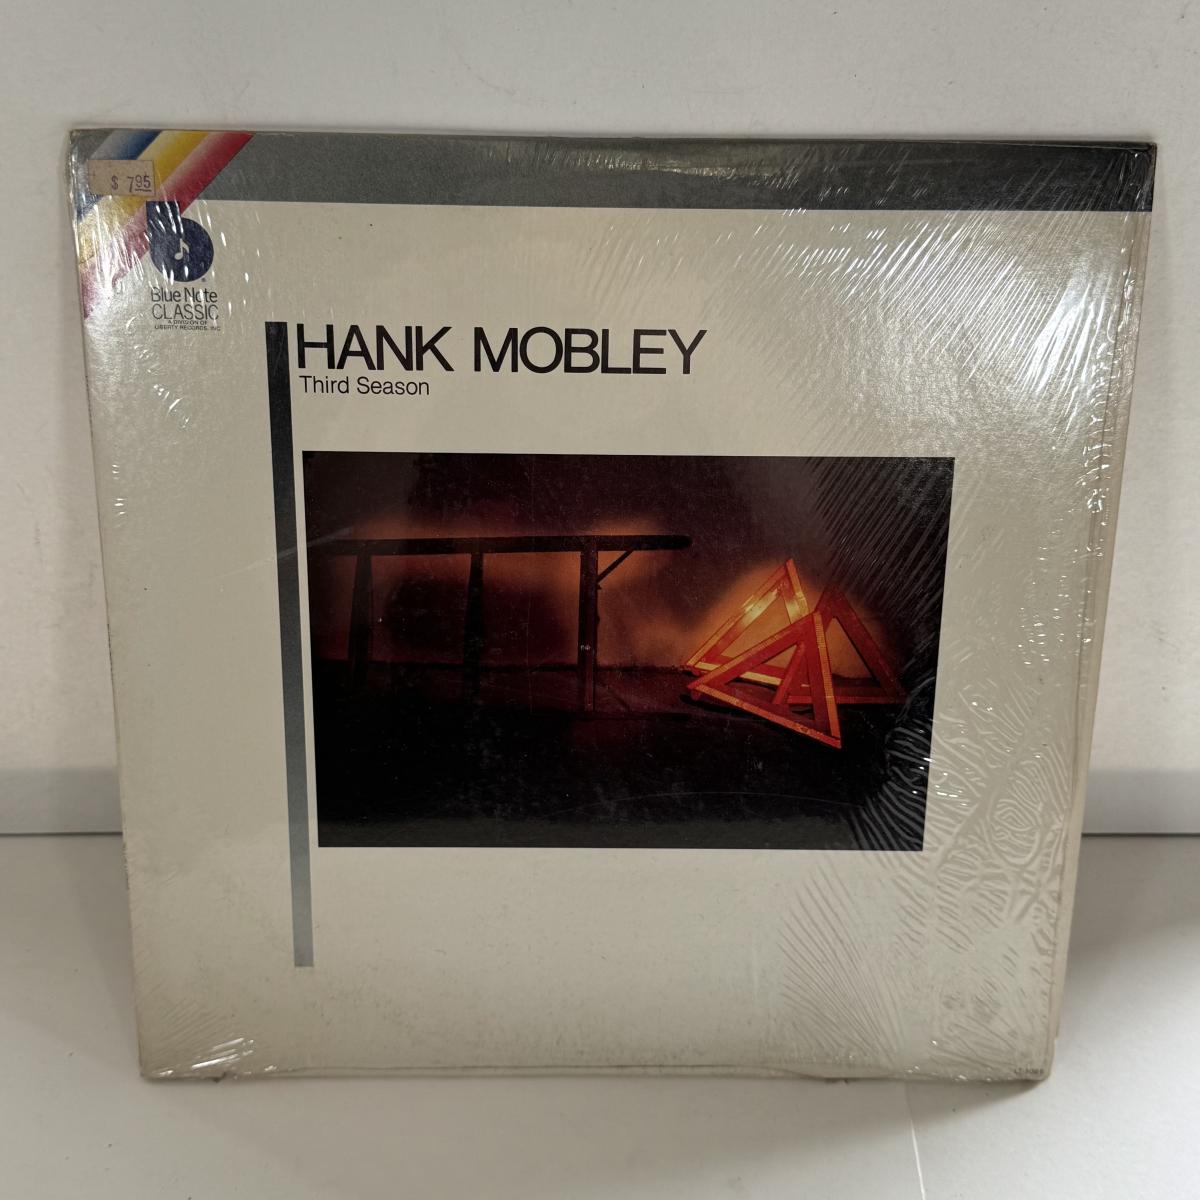 $ 7.95
Blue Note
CLASSIC
A DIVISION OF
LIBERTY RECORDS, INC
HANK MOBLEY
Third Season